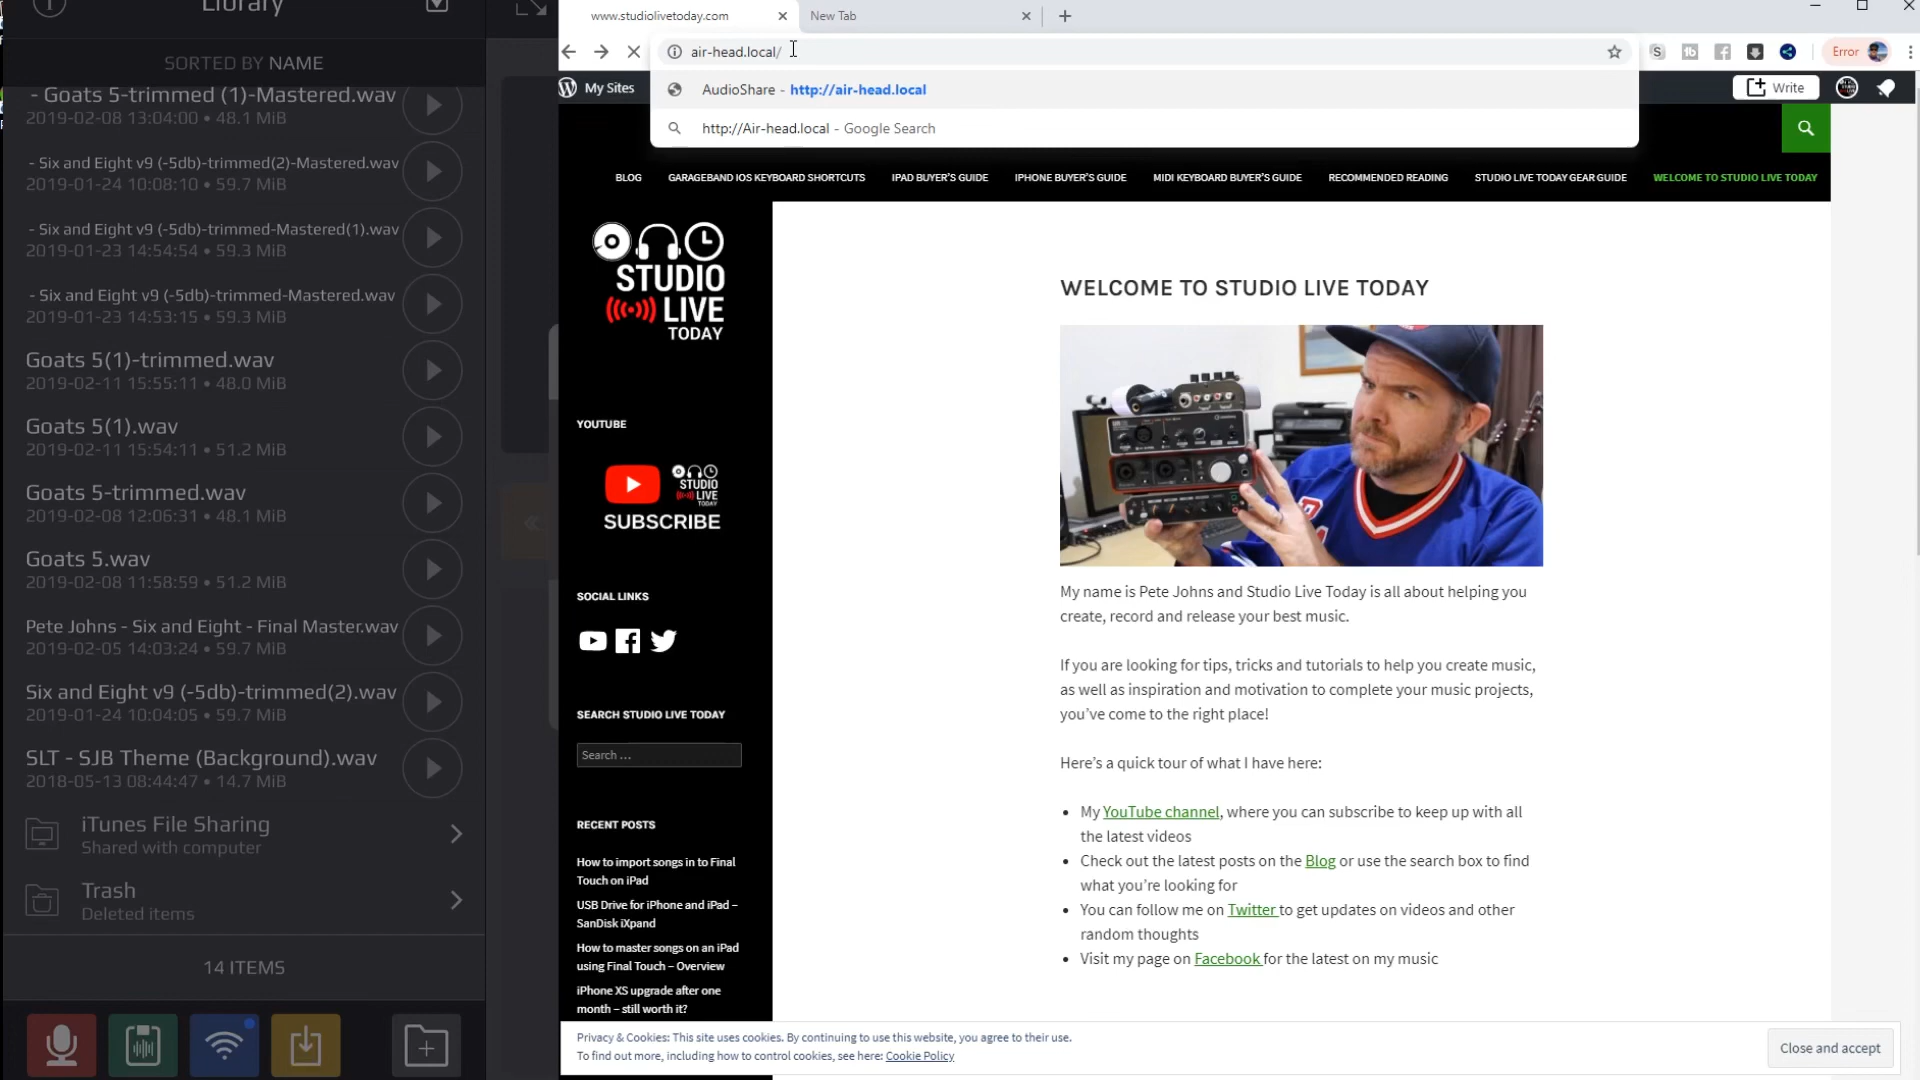 Library
SORTED BY NAME
- Goats 5-trimmed (1)-Mastered.wav
2019-02-08 13:04:00 • 48.1 MiB
- Six and Eight v9 (-5db)-trimmed(2)-Mastered.wav
2019-01-24 10:08:10 • 59.7 MiB
- Six and Eight v9 (-5db)-trimmed-Mastered(1).wav
2019-01-23 14:54:54 • 59.3 MiB
- Six and Eight v9 (-5db)-trimmed-Mastered.wav
2019-01-23 14:53:15 • 59.3 MiB
Goats 5(1)-trimmed.wav
2019-02-11 15:55:11 • 48.0 MiB
Goats 5(1).wav
2019-02-11 15:54:11 • 51.2 MiB
Goats 5-trimmed.wav
2019-02-08 12:06:31 • 48.1 MiB
Goats 5.wav
2019-02-08 11:58:59 • 51.2 MiB
Pete Johns - Six and Eight - Final Master.wav
2019-02-05 14:03:24 • 59.7 MiB
Six and Eight v9 (-5db)-trimmed(2).wav
2019-01-24 10:04:05 • 59.7 MiB
SLT - SJB Theme (Background).wav
2018-05-13 08:44:47 • 14.7 MiB
iTunes File Sharing
Shared with computer
Trash
Deleted items
14 ITEMS
www.studiolivetoday.com
New Tab
air-head.local/
Error
AudioShare - http://air-head.local
http://Air-head.local - Google Search
My Sites
Write
BLOG GARAGEBAND IOS KEYBOARD SHORTCUTS IPAD BUYER'S GUIDE IPHONE BUYER'S GUIDE MIDI KEYBOARD BUYER'S GUIDE RECOMMENDED READING STUDIO LIVE TODAY GEAR GUIDE WELCOME TO STUDIO LIVE TODAY
STUDIO
LIVE
TODAY
YOUTUBE
STUDIO
LIVE
TODAY
SUBSCRIBE
SOCIAL LINKS
SEARCH STUDIO LIVE TODAY
Search ...
RECENT POSTS
How to import songs in to Final
Touch on iPad
USB Drive for iPhone and iPad –
SanDisk iXpand
How to master songs on an iPad
using Final Touch – Overview
iPhone XS upgrade after one
month – still worth it?
WELCOME TO STUDIO LIVE TODAY
My name is Pete Johns and Studio Live Today is all about helping you
create, record and release your best music.
If you are looking for tips, tricks and tutorials to help you create music,
as well as inspiration and motivation to complete your music projects,
you've come to the right place!
Here's a quick tour of what I have here:
• My YouTube channel, where you can subscribe to keep up with all
the latest videos
• Check out the latest posts on the Blog or use the search box to find
what you're looking for
• You can follow me on Twitter to get updates on videos and other
random thoughts
• Visit my page on Facebook for the latest on my music
Privacy & Cookies: This site uses cookies. By continuing to use this website, you agree to their use.
To find out more, including how to control cookies, see here: Cookie Policy
Close and accept